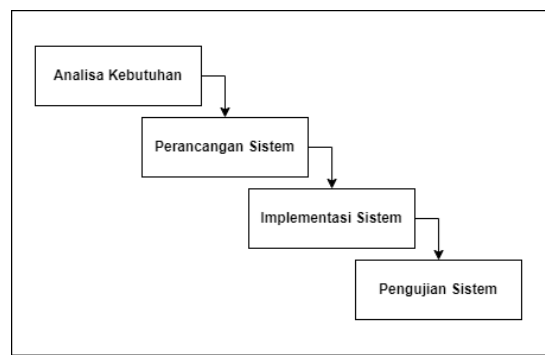 Analisa Kebutuhan
Perancangan Sistem
Implementasi Sistem
Pengujian Sistem